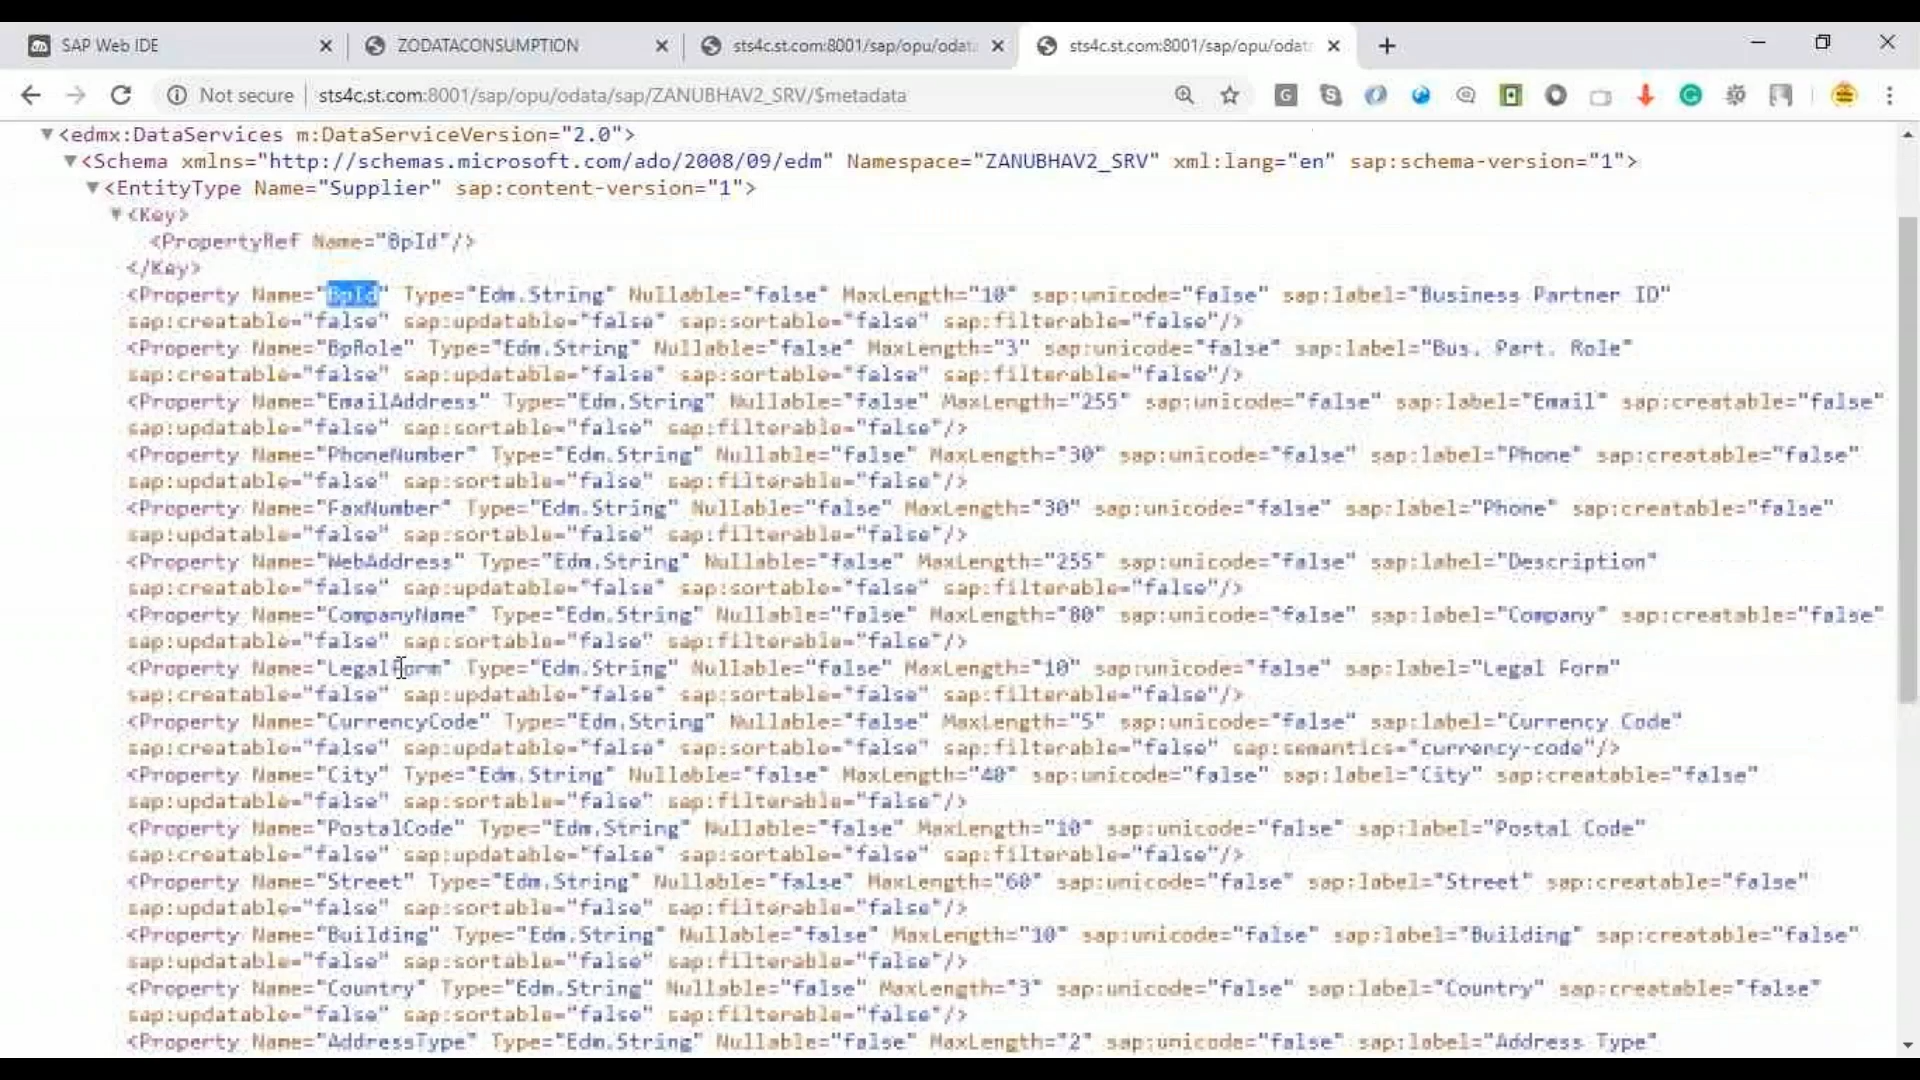 SAP Web IDE
ZODATACONSUMPTION
sts4c.st.com:8001/sap/opu/odat
sts4c.st.com:8001/sap/opu/odat
Not secure
sts4c.st.com:8001/sap/opu/odata/sap/ZANUBHAV2_SRV/$metadata
<edmx:DataServices m:DataServiceVersion="2.0">
<Schema xmlns="http://schemas.microsoft.com/ado/2008/09/edm" Namespace="ZANUBHAV2_SRV" xml:lang="en" sap:schema-version="1">
<EntityType Name="Supplier" sap:content-version="1">
<Key>
<PropertyRef Name="BpId"/>
</Key>
<Property Name="BpId" Type="Edm.String" Nullable="false" MaxLength="10" sap:unicode="false" sap:label="Business Partner ID"
sap:creatable="false" sap:updatable="false" sap:sortable="false" sap:filterable="false"/>
<Property Name="BpRole" Type="Edm.String" Nullable="false" MaxLength="3" sap:unicode="false" sap:label="Bus. Part. Role"
sap:creatable="false" sap:updatable="false" sap:sortable="false" sap:filterable="false"/>
<Property Name="EmailAddress" Type="Edm.String" Nullable="false" MaxLength="255" sap:unicode="false" sap:label="Email" sap:creatable="false"
sap:updatable="false" sap:sortable="false" sap:filterable="false"/>
<Property Name="PhoneNumber" Type="Edm.String" Nullable="false" MaxLength="30" sap:unicode="false" sap:label="Phone" sap:creatable="false"
sap:updatable="false" sap:sortable="false" sap:filterable="false"/>
<Property Name="FaxNumber" Type="Edm.String" Nullable="false" MaxLength="30" sap:unicode="false" sap:label="Phone" sap:creatable="false"
sap:updatable="false" sap:sortable="false" sap:filterable="false"/>
<Property Name="WebAddress" Type="Edm.String" Nullable="false" MaxLength="255" sap:unicode="false" sap:label="Description"
sap:creatable="false" sap:updatable="false" sap:sortable="false" sap:filterable="false"/>
<Property Name="CompanyName" Type="Edm.String" Nullable="false" MaxLength="80" sap:unicode="false" sap:label="Company" sap:creatable="false"
sap:updatable="false" sap:sortable="false" sap:filterable="false"/>
<Property Name="LegalForm" Type="Edm.String" Nullable="false" MaxLength="10" sap:unicode="false" sap:label="Legal Form"
sap:creatable="false" sap:updatable="false" sap:sortable="false" sap:filterable="false"/>
<Property Name="CurrencyCode" Type="Edm.String" Nullable="false" MaxLength="5" sap:unicode="false" sap:label="Currency Code"
sap:creatable="false" sap:updatable="false" sap:sortable="false" sap:filterable="false" sap:semantics="currency-code"/>
<Property Name="City" Type="Edm.String" Nullable="false" MaxLength="40" sap:unicode="false" sap:label="City" sap:creatable="false"
sap:updatable="false" sap:sortable="false" sap:filterable="false"/>
<Property Name="PostalCode" Type="Edm.String" Nullable="false" MaxLength="10" sap:unicode="false" sap:label="Postal Code"
sap:creatable="false" sap:updatable="false" sap:sortable="false" sap:filterable="false"/>
<Property Name="Street" Type="Edm.String" Nullable="false" MaxLength="60" sap:unicode="false" sap:label="Street" sap:creatable="false"
sap:updatable="false" sap:sortable="false" sap:filterable="false"/>
<Property Name="Building" Type="Edm.String" Nullable="false" MaxLength="10" sap:unicode="false" sap:label="Building" sap:creatable="false"
sap:updatable="false" sap:sortable="false" sap:filterable="false"/>
<Property Name="Country" Type="Edm.String" Nullable="false" MaxLength="3" sap:unicode="false" sap:label="Country" sap:creatable="false"
sap:updatable="false" sap:sortable="false" sap:filterable="false"/>
<Property Name="AddressType" Type="Edm.String" Nullable="false" MaxLength="2" sap:unicode="false" sap:label="Address Type"